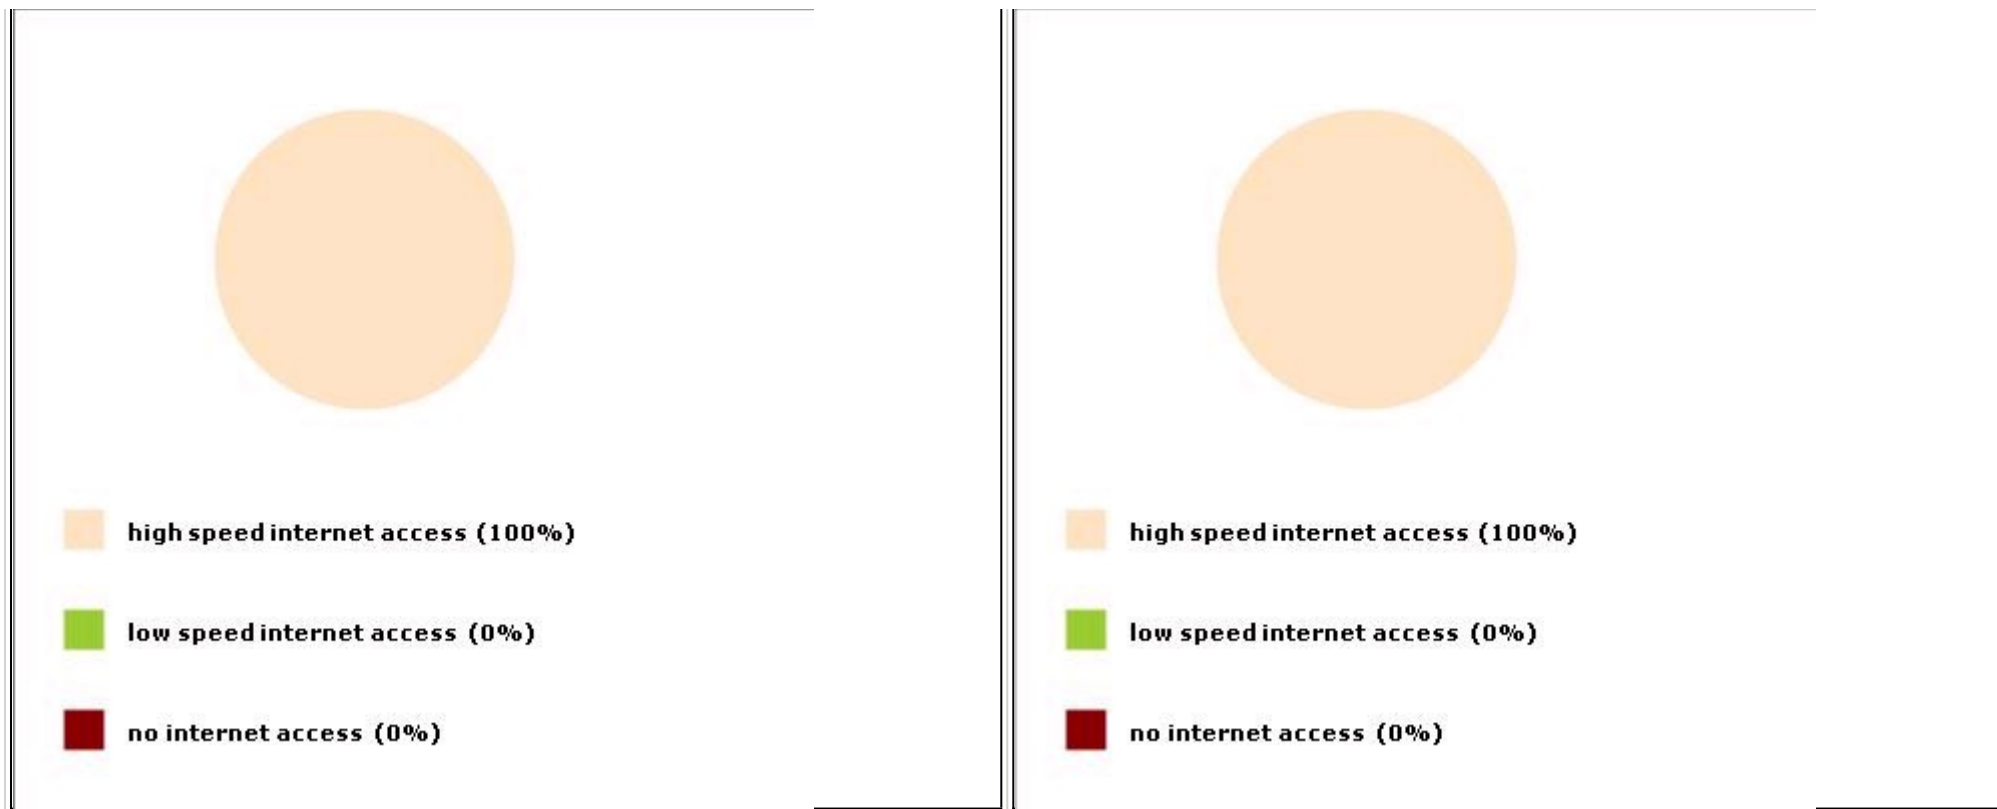 high speed internet access (100%)
low speed internet access (0%)
no internet access (0%)
high speed internet access (100%)
low speed internet access (0%)
no internet access (0%)